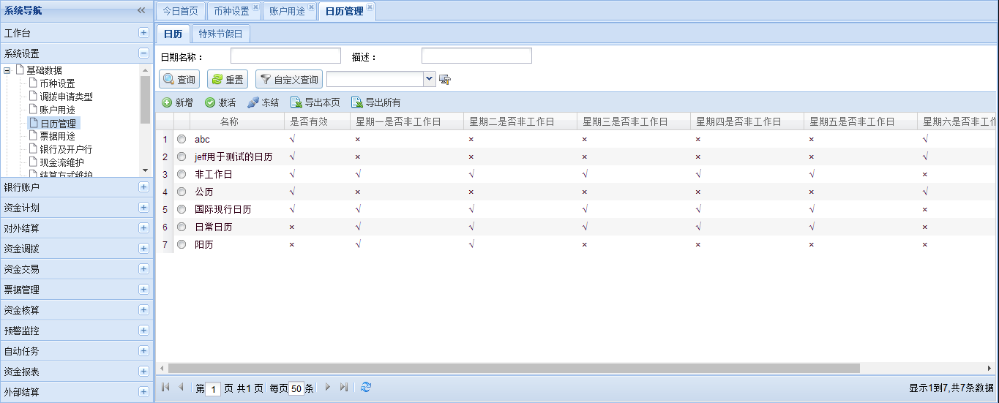 系统导航
工作台
系统设置
基础数据
币种设置
调拨申请类型
账户用途
日历管理
票据用途
银行及开户行
现金流维护
结算方式维护
银行账户
资金计划
对外结算
资金调拨
资金交易
票据管理
资金核算
预警监控
自动任务
资金报表
外部结算
今日首页 币种设置 账户用途 日历管理
日历 特殊节假日
日期名称： 描述：
查询 重置 自定义查询
新增 激活 冻结 导出本页 导出所有
名称 是否有效 星期一是否非工作日 星期二是否非工作日 星期三是否非工作日 星期四是否非工作日 星期五是否非工作日 星期六是否非工
1 abc √ × × × × × √
2 jeff用于测试的日历 √ × × × × × √
3 非工作日 √ √ √ √ √ √ ×
4 公历 √ × × × × × √
5 国际现行日历 √ √ √ √ √ √ ×
6 日常日历 × √ √ √ √ √ ×
7 阳历 × √ √ × × × ×
第 1 页 共1 页 每页 50 条 显示1到7,共7条数据